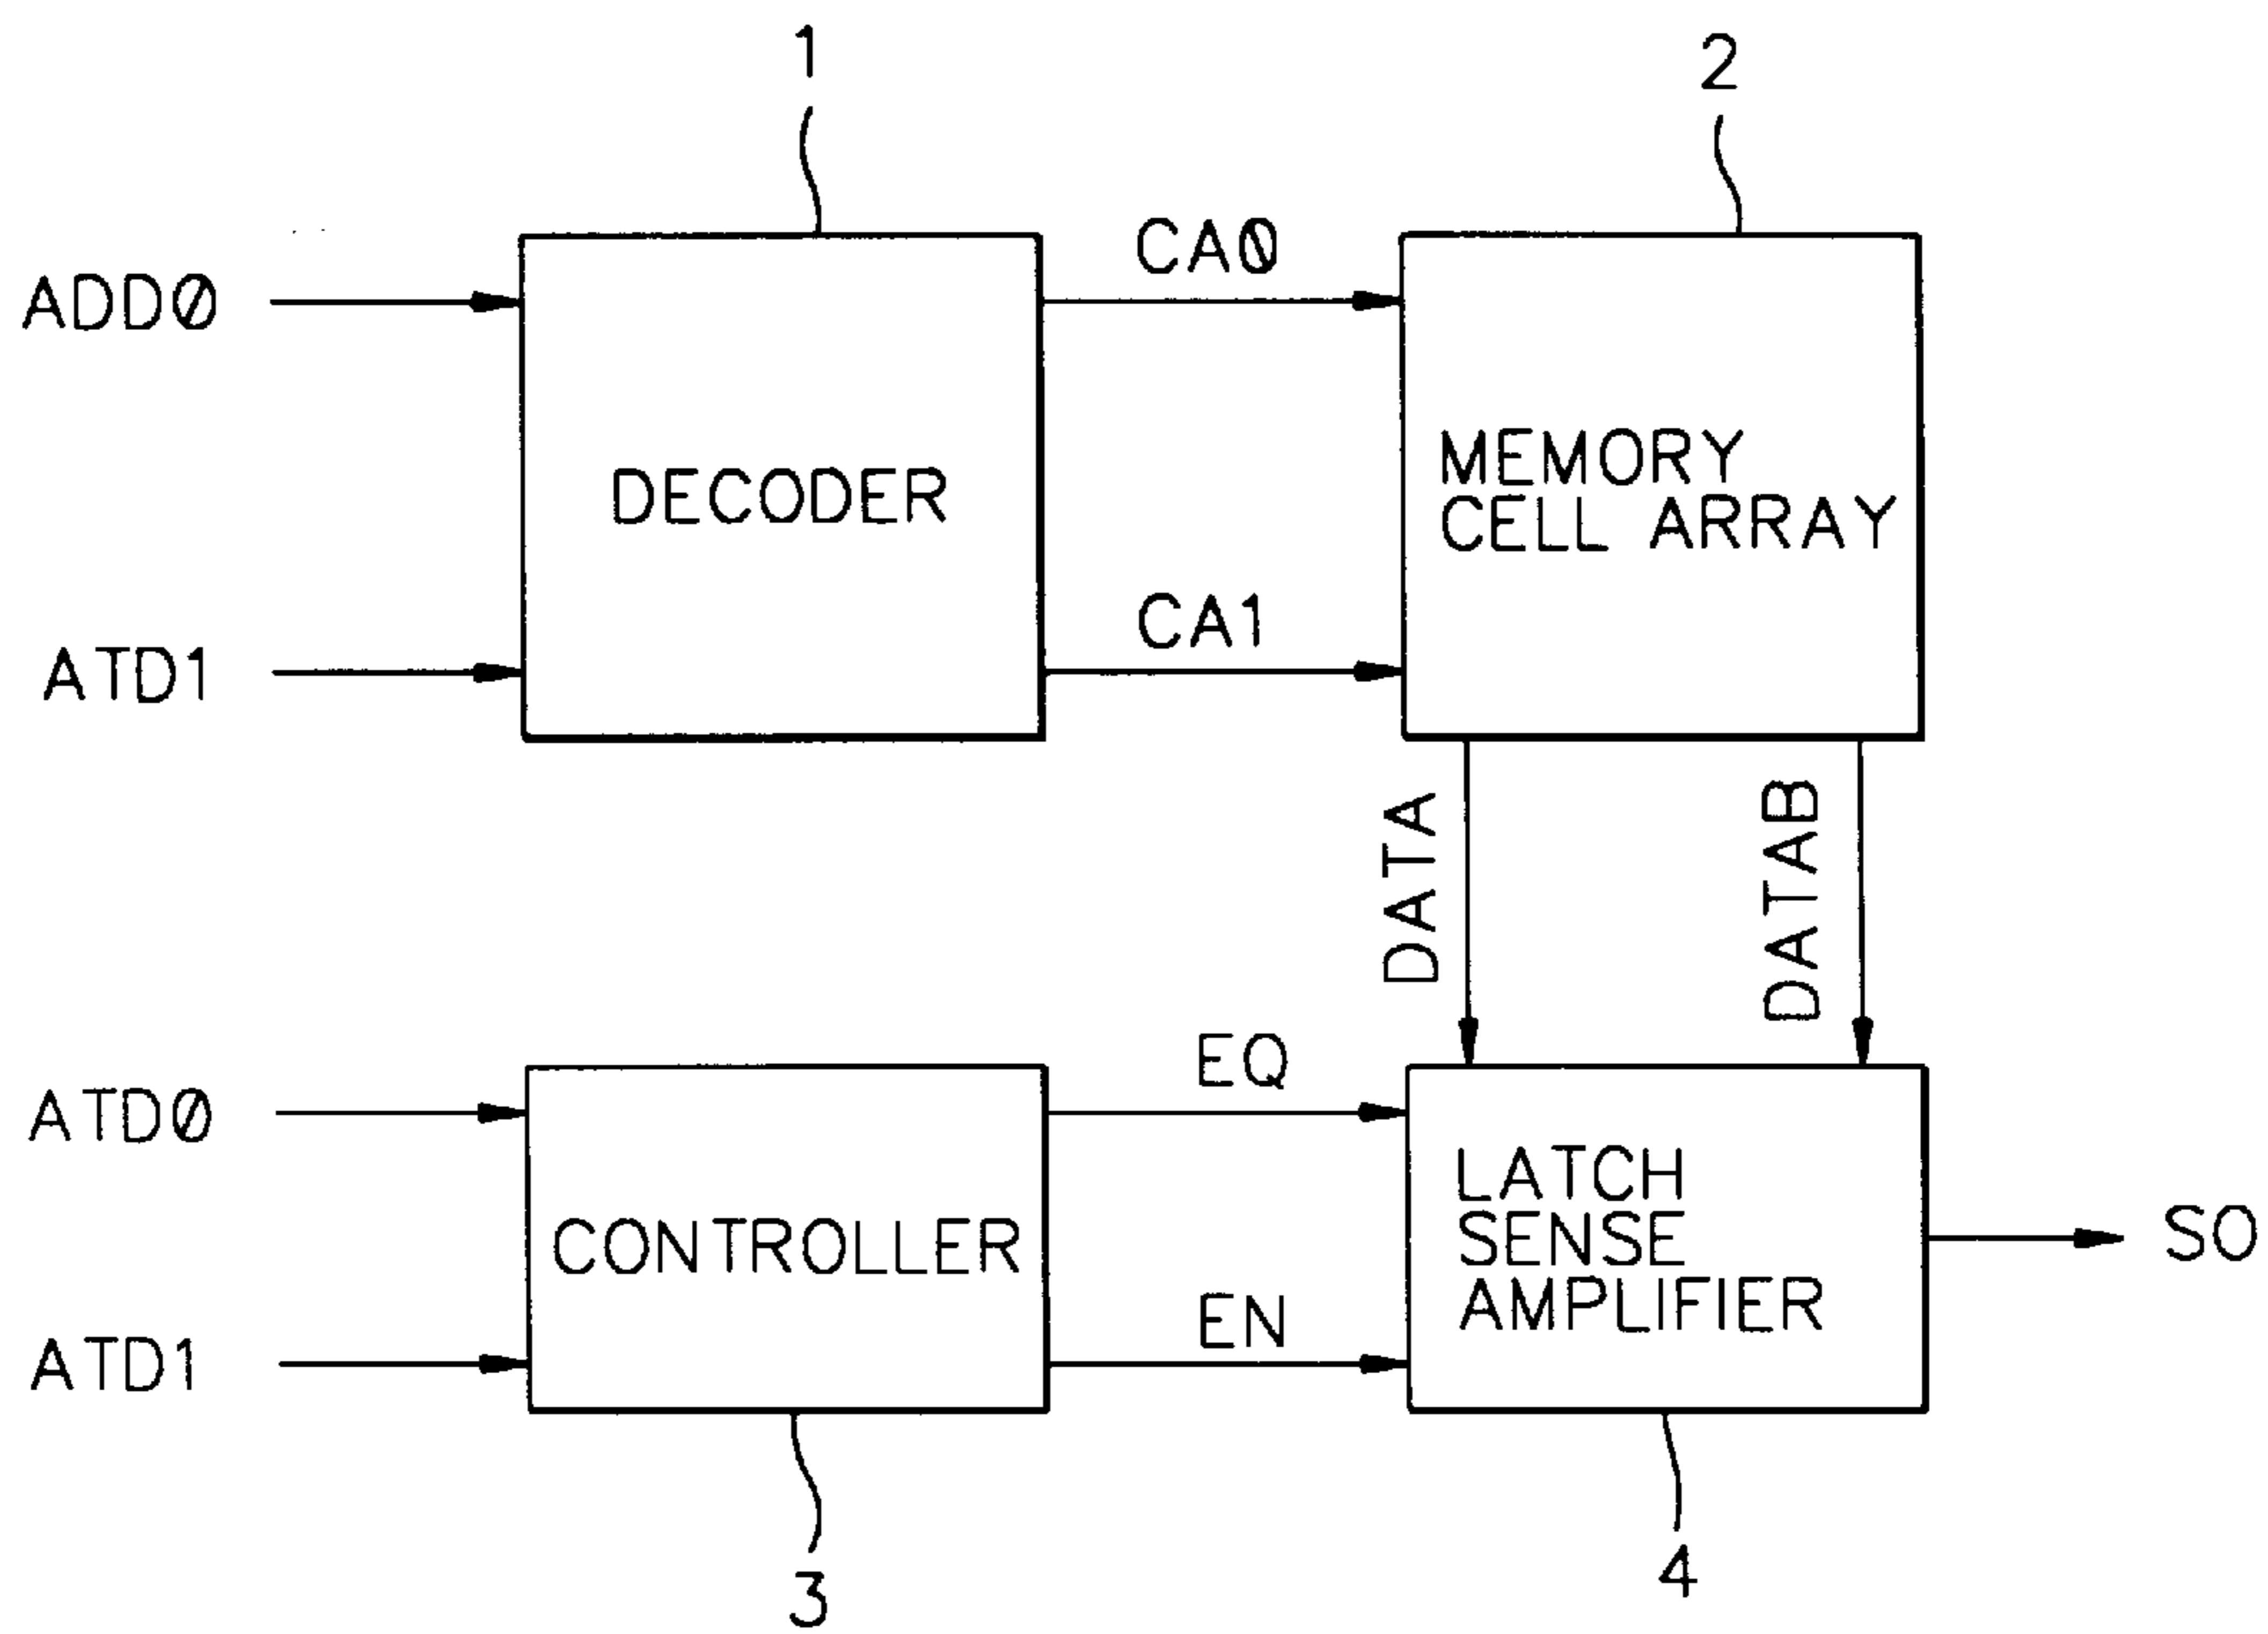 1
2
ADD0
CA0
DECODER
MEMORY
CELL ARRAY
ATD1
CA1
DATA
DATAB
ATD0
EQ
CONTROLLER
LATCH
SENSE
AMPLIFIER
SO
ATD1
EN
3
4